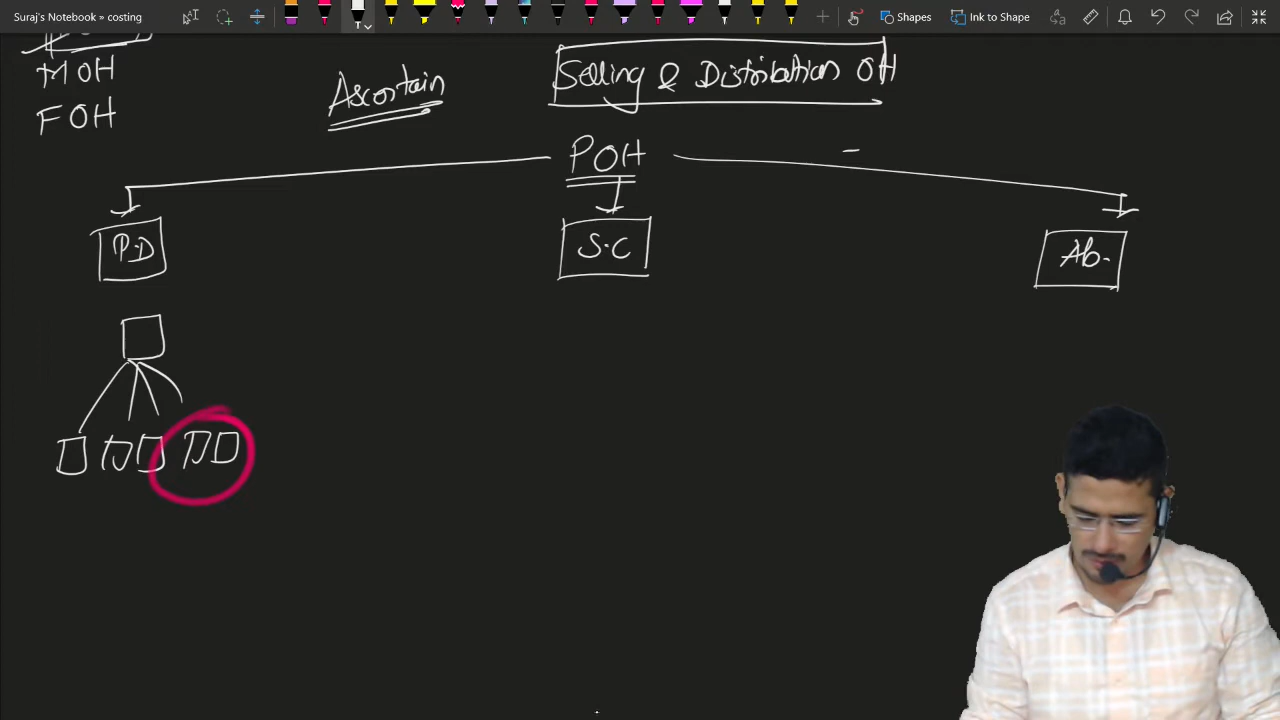 Suraj's Notebook » costing
Shapes
Ink to Shape
MOH
FOH
Ascertain
Selling & Distribution OH
POH
P.D
S.C
Ab.